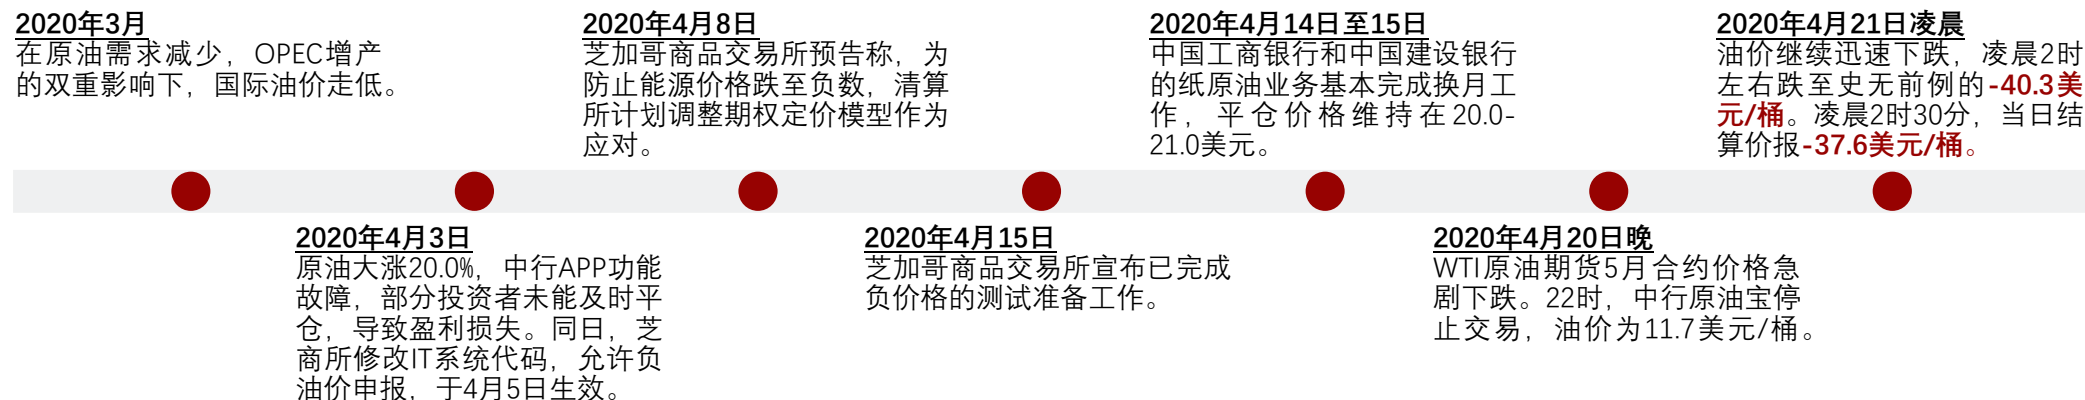 2020年3月
在原油需求减少，OPEC增产
的双重影响下，国际油价走低。
2020年4月3日
原油大涨20.0%，中行APP功能
故障，部分投资者未能及时平
仓，导致盈利损失。同日，芝
商所修改IT系统代码，允许负
油价申报，于4月5日生效。
2020年4月8日
芝加哥商品交易所预告称，为
防止能源价格跌至负数，清算
所计划调整期权定价模型作为
应对。
2020年4月15日
芝加哥商品交易所宣布已完成
负价格的测试准备工作。
2020年4月14日至15日
中国工商银行和中国建设银行
的纸原油业务基本完成换月工
作，平仓价格维持在20.0-
21.0美元。
2020年4月20日晚
WTI原油期货5月合约价格急
剧下跌。22时，中行原油宝停
止交易，油价为11.7美元/桶。
2020年4月21日凌晨
油价继续迅速下跌，凌晨2时
左右跌至史无前例的-40.3美
元/桶。凌晨2时30分，当日结
算价报-37.6美元/桶。